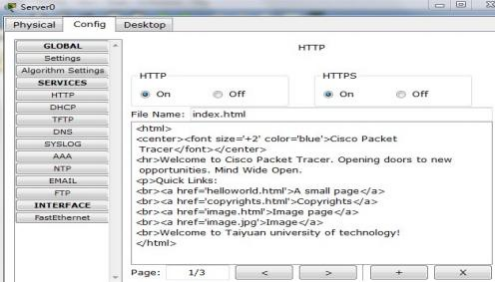 Server0
Physical Config Desktop
GLOBAL
Settings
Algorithm Settings
SERVICES
HTTP
DHCP
TFTP
DNS
SYSLOG
AAA
NTP
EMAIL
FTP
INTERFACE
FastEthernet
HTTP
HTTP
On Off
HTTPS
On Off
File Name: index.html
<html>
<center><font size='+2' color='blue'>Cisco Packet
Tracer</font></center>
<hr>Welcome to Cisco Packet Tracer. Opening doors to new
opportunities. Mind Wide Open.
<p>Quick Links:
<br><a href='helloworld.html'>A small page</a>
<br><a href='copyrights.html'>Copyrights</a>
<br><a href='image.html'>Image page</a>
<br><a href='image.jpg'>Image</a>
<br>Welcome to Taiyuan university of technology!
</html>
Page: 1/3 < > + X